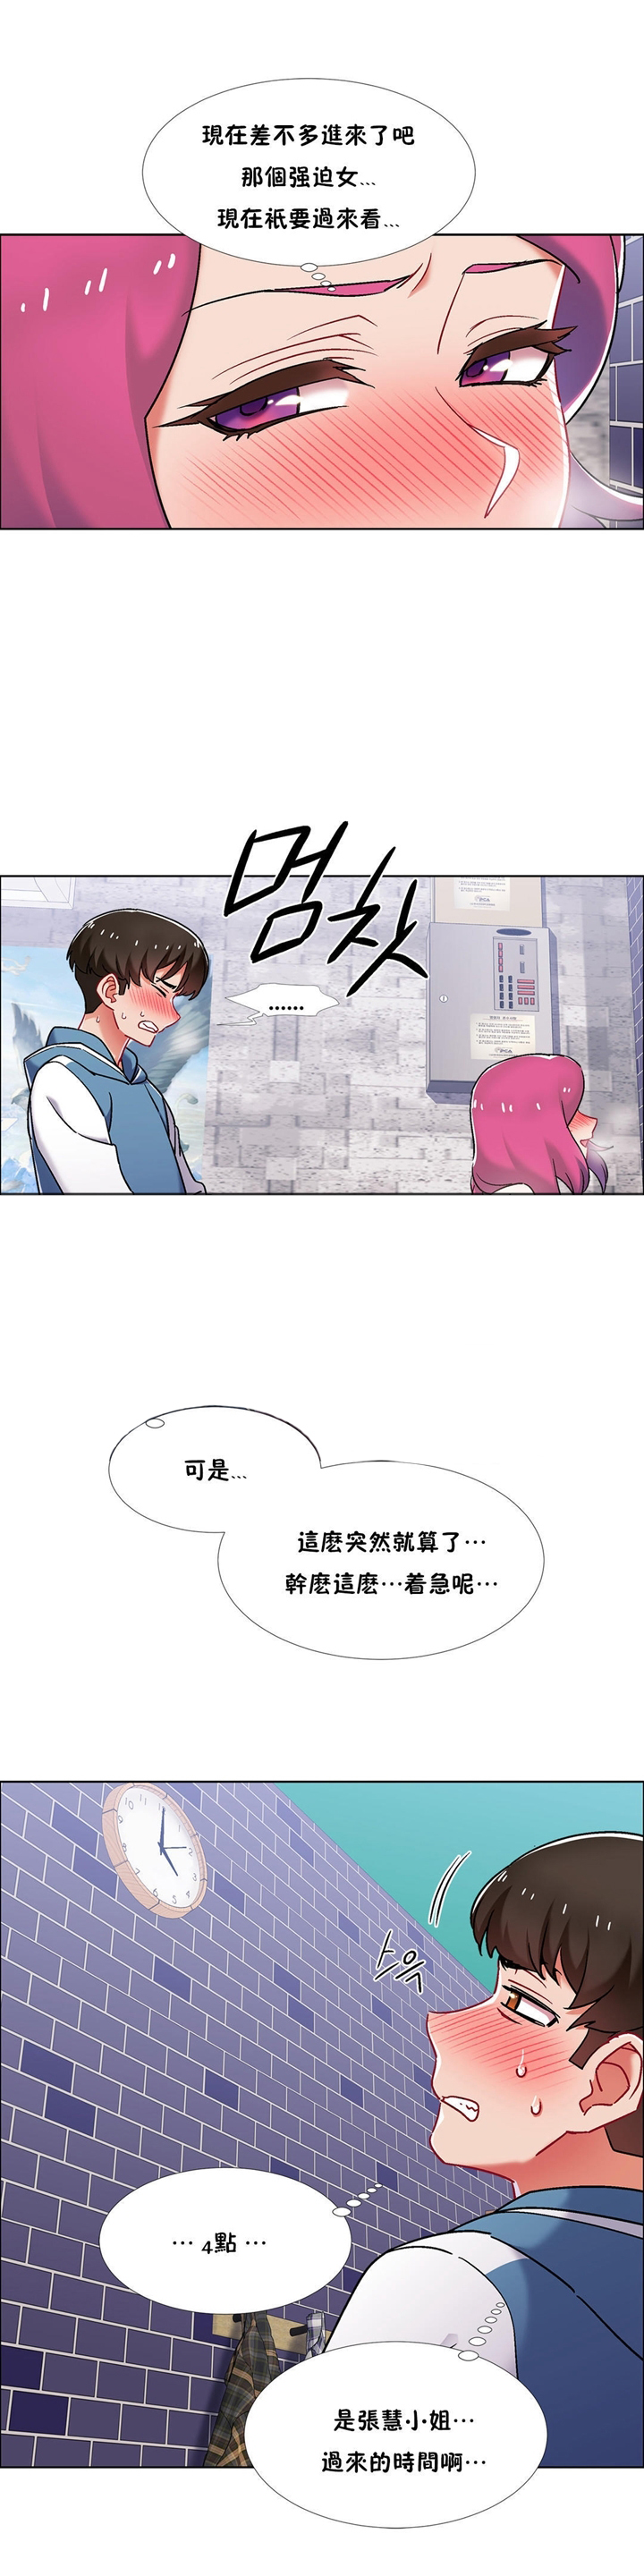 現在差不多進來了吧
那個强迫女...
現在祇要過來看...
멈칫
......
可是...
這麽突然就算了…
幹麽這麽…着急呢…
스윽
… 4點 …
是張慧小姐…
過來的時間啊…